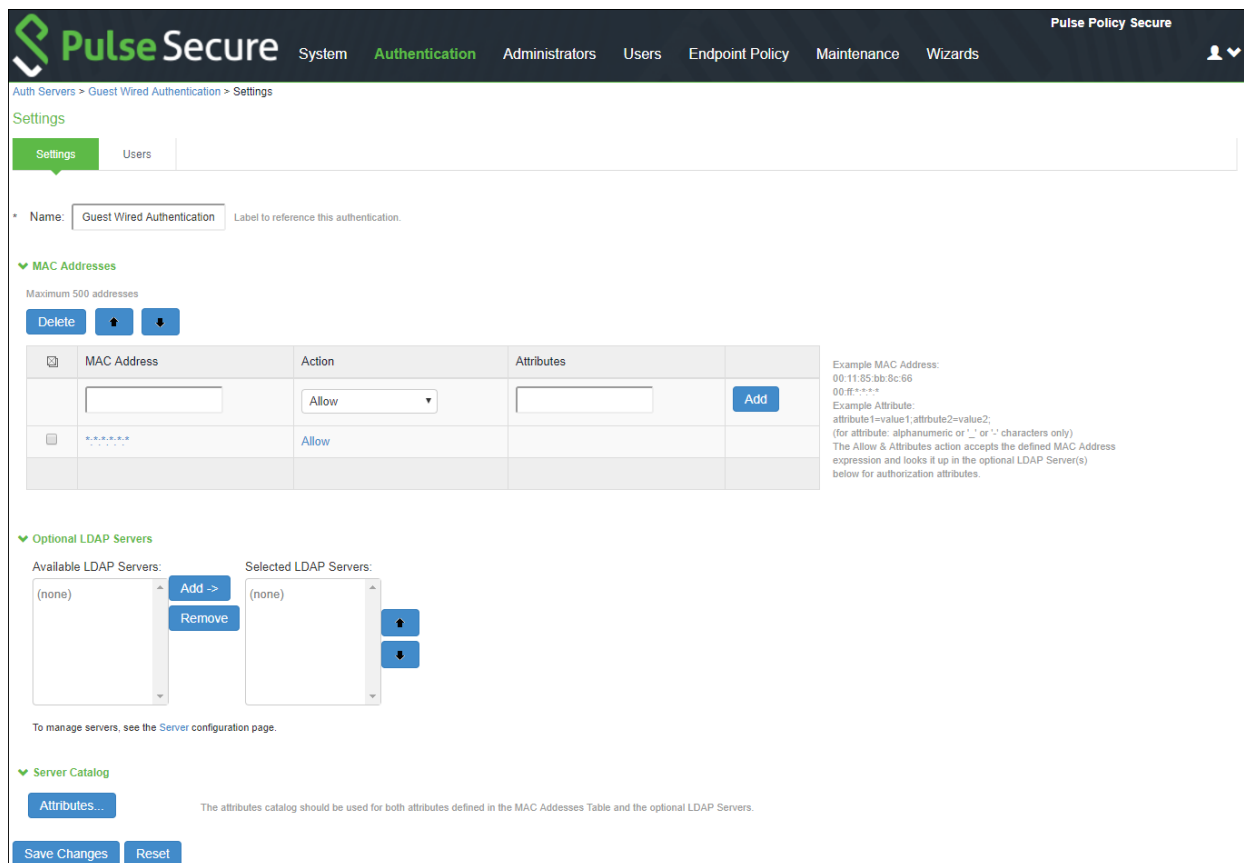 Pulse Policy Secure
Pulse Secure System Authentication Administrators Users Endpoint Policy Maintenance Wizards
Auth Servers > Guest Wired Authentication > Settings
Settings
Settings Users
* Name: Guest Wired Authentication Label to reference this authentication.
MAC Addresses
Maximum 500 addresses
Delete
MAC Address Action Attributes
Allow Add
*:*:*:*:*:* Allow
Example MAC Address:
00:11:85:bb:8c:66
00:ff:*:*:*:*
Example Attribute:
attribute1=value1;attrbute2=value2;
(for attribute: alphanumeric or '_' or '-' characters only)
The Allow & Attributes action accepts the defined MAC Address
expression and looks it up in the optional LDAP Server(s)
below for authorization attributes.
Optional LDAP Servers
Available LDAP Servers: Selected LDAP Servers:
(none) Add -> (none)
Remove
To manage servers, see the Server configuration page.
Server Catalog
Attributes... The attributes catalog should be used for both attributes defined in the MAC Addesses Table and the optional LDAP Servers.
Save Changes Reset